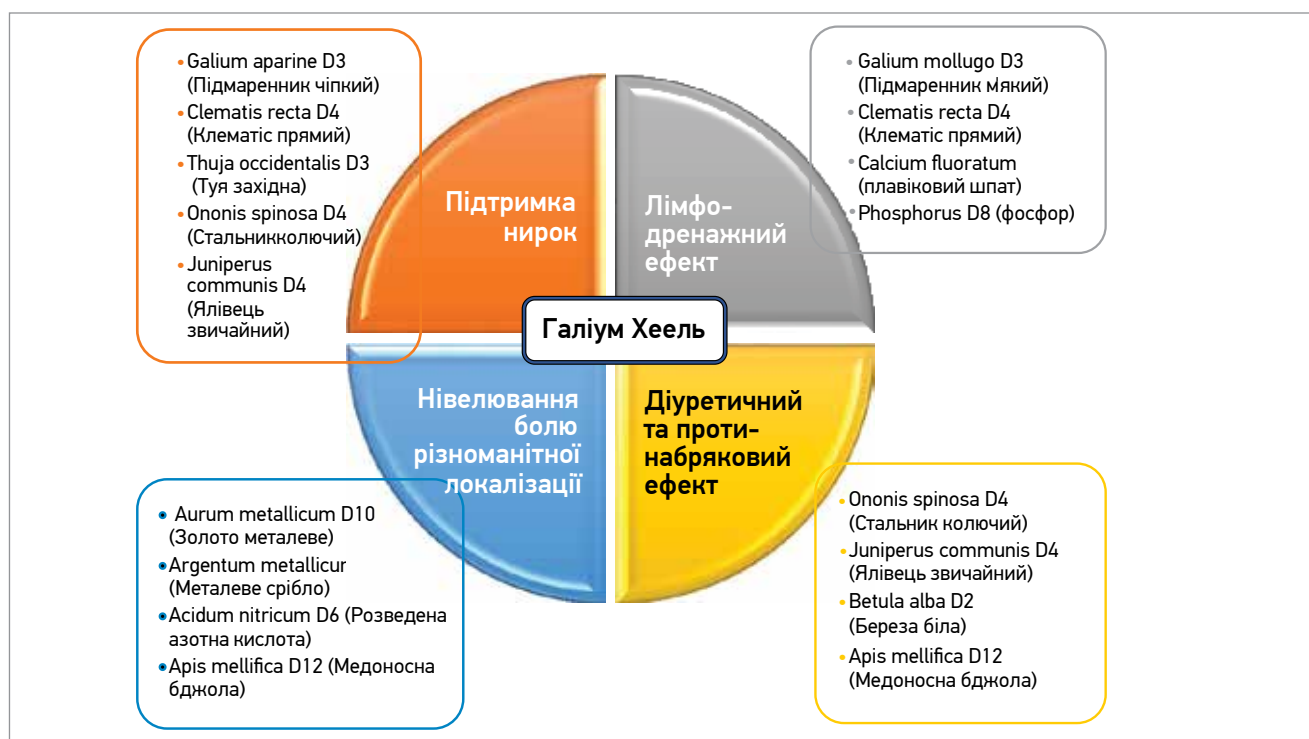 • Galium aparine D3
(Підмаренник чіпкий)
• Clematis recta D4
(Клематіс прямий)
• Thuja occidentalis D3
(Туя західна)
• Ononis spinosa D4
(Стальникколючий)
• Juniperus
communis D4
(Ялівець
звичайний)
• Galium mollugo D3
(Підмаренник м'який)
• Clematis recta D4
(Клематіс прямий)
• Calcium fluoratum
(плавіковий шпат)
• Phosphorus D8 (фосфор)
Підтримка
нирок
Лімфо-
дренажний
ефект
Галіум Хеель
Нівелювання
болю
різноманітної
локалізації
Діуретичний
та проти-
набряковий
ефект
• Aurum metallicum D10
(Золото металеве)
• Argentum metallicur
(Металеве срібло)
• Acidum nitricum D6 (Розведена
азотна кислота)
• Apis mellifica D12 (Медоносна
бджола)
• Ononis spinosa D4
(Стальник колючий)
• Juniperus communis D4
(Ялівець звичайний)
• Betula alba D2
(Береза біла)
• Apis mellifica D12
(Медоносна бджола)